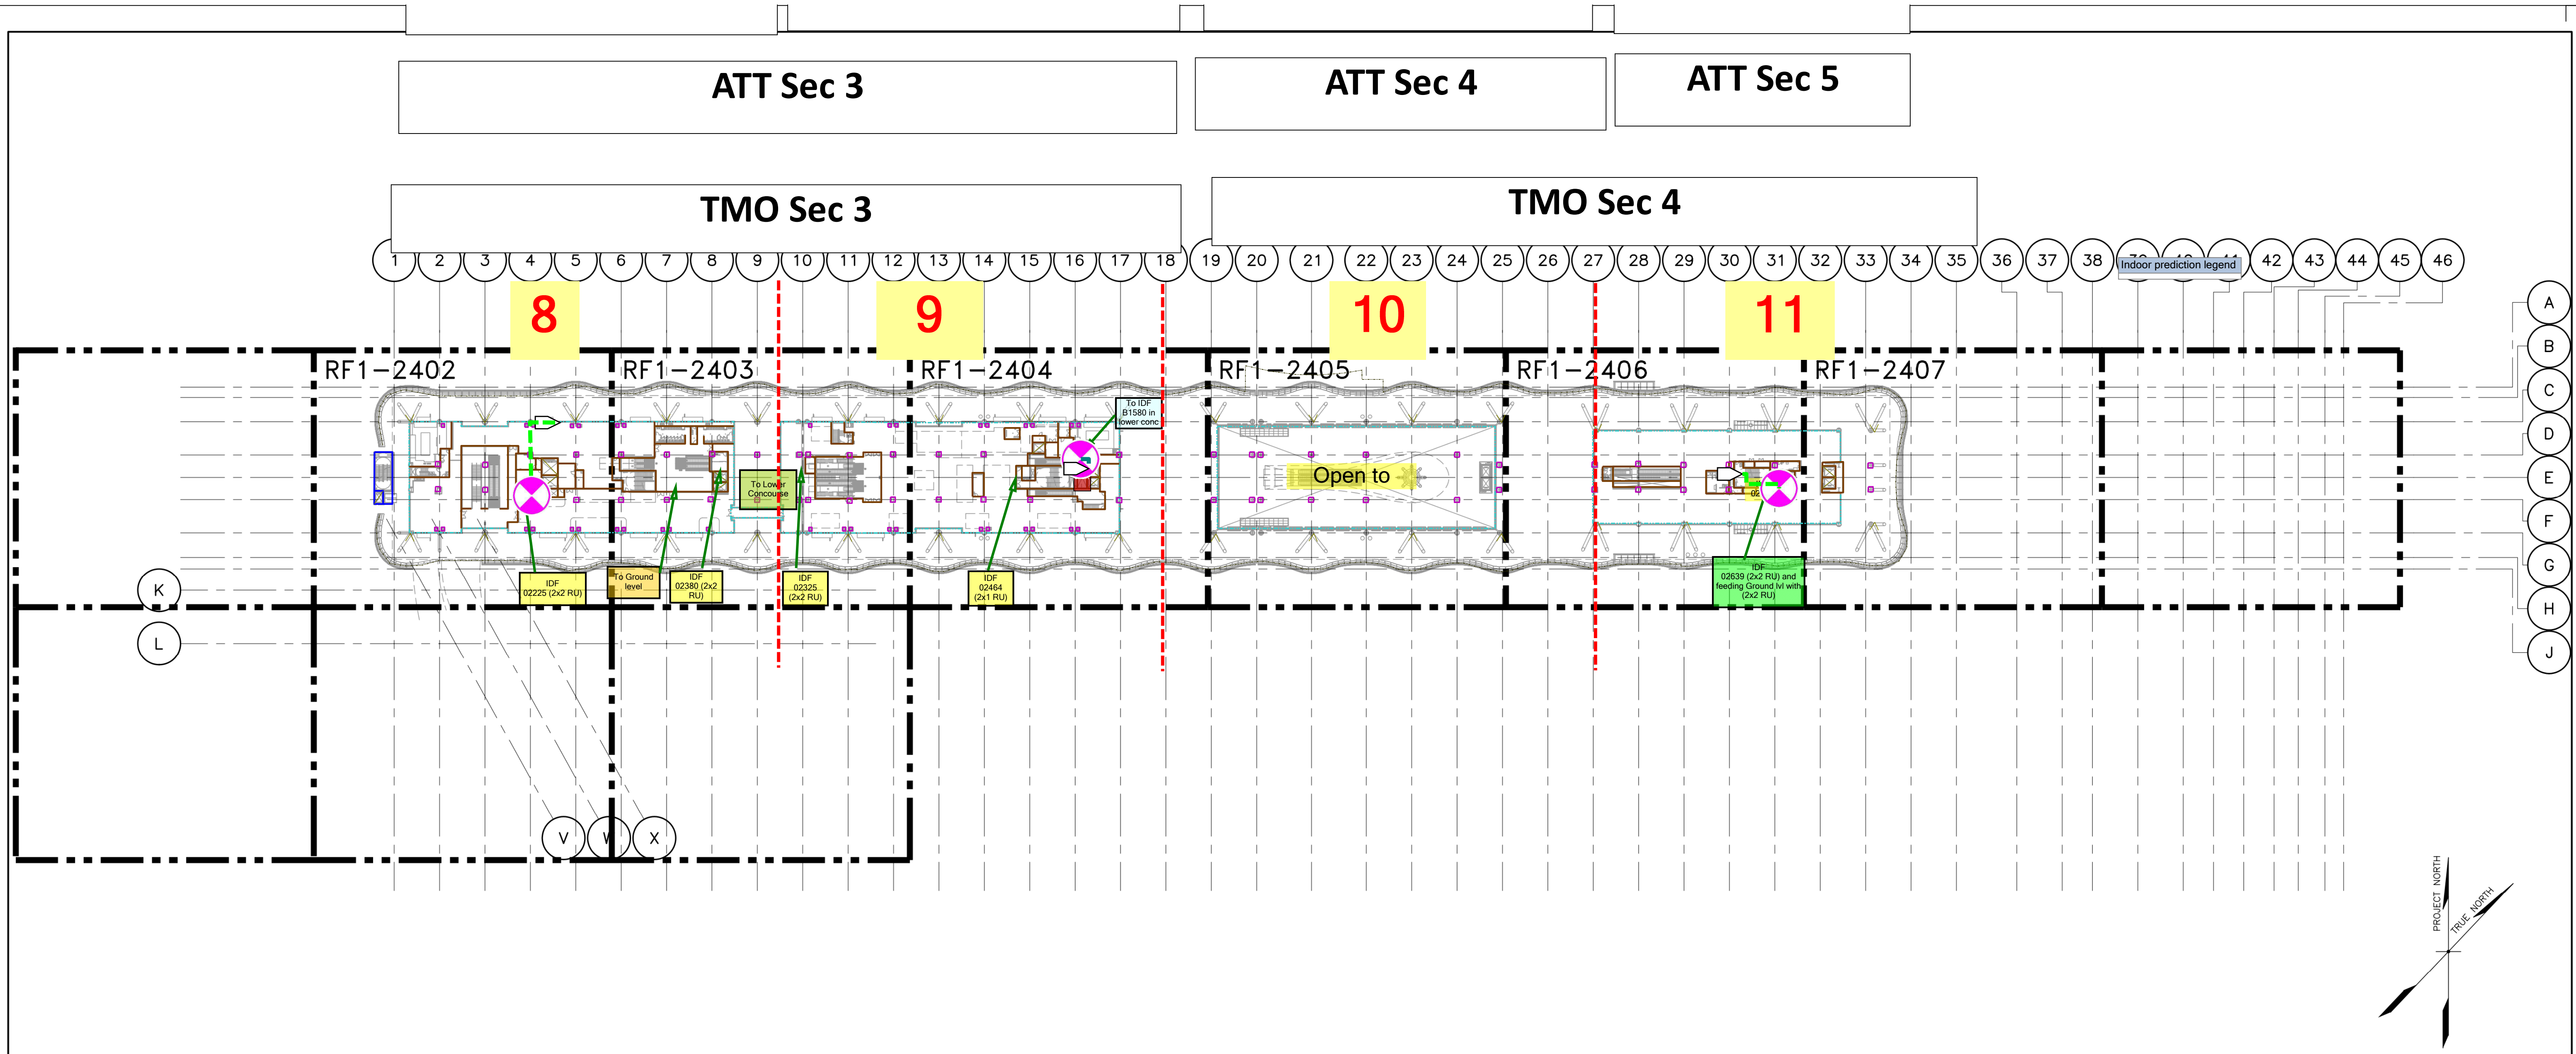 ATT Sec 3
ATT Sec 4
ATT Sec 5
TMO Sec 3
TMO Sec 4
1 2 3 4 5 6 7 8 9 10 11 12 13 14 15 16 17 18 19 20 21 22 23 24 25 26 27 28 29 30 31 32 33 34 35 36 37 38 39 40 41 42 43 44 45 46
Indoor prediction legend
8
9
10
11
A
B
C
D
E
F
G
H
J
RF1-2402
RF1-2403
RF1-2404
RF1-2405
RF1-2406
RF1-2407
To IDF
B1580 in
lower conc
To Lower
Concourse
Open to
02
IDF
02225 (2x2 RU)
To Ground
level
IDF
02380 (2x2
RU)
IDF
02325
(2x2 RU)
IDF
02464
(2x1 RU)
IDF
02639 (2x2 RU) and
feeding Ground lvl with
(2x2 RU)
K
L
V
W
X
PROJECT NORTH
TRUE NORTH